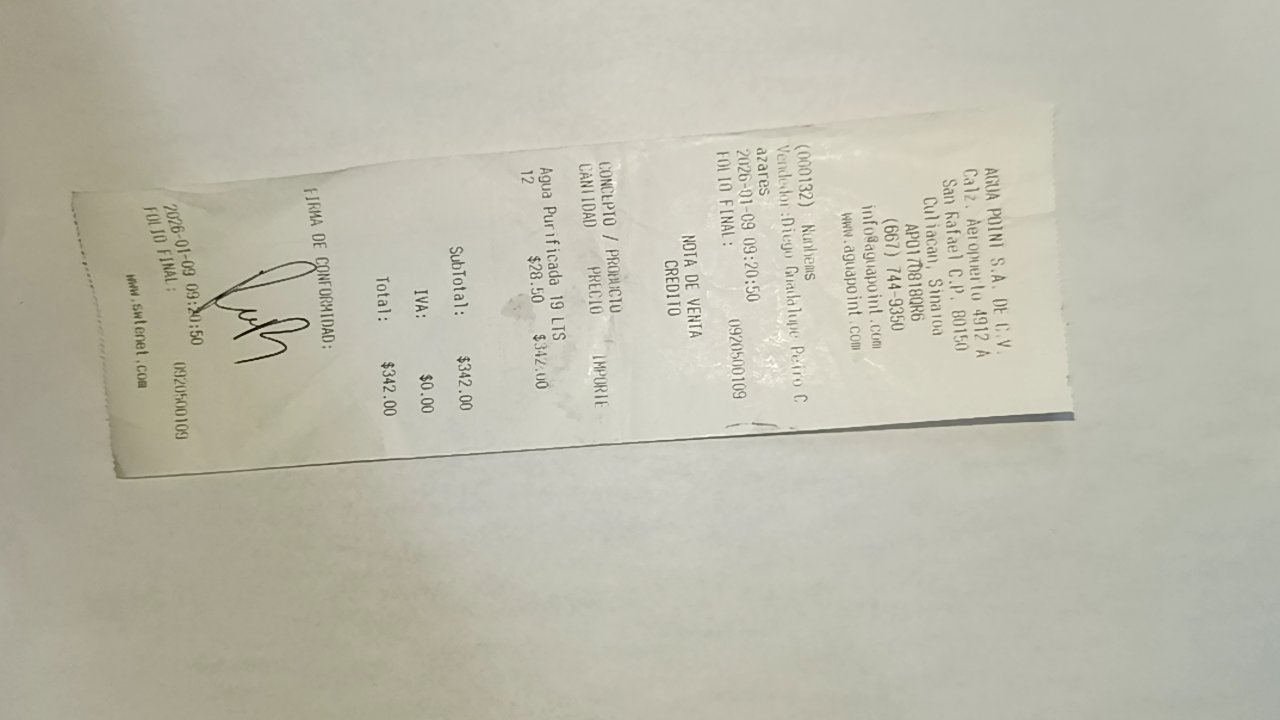 AGUA POINT S.A. DE C.V.
Calz. Aeropuerto 4912 A
San Rafael C.P. 80150
Culiacan, Sinaloa
APO170818QR6
(667) 744-9350
info@aguapoint.com
www.aguapoint.com
(000132) Nunhems
Vendedor:Diego Guadalupe Perro C
azares
2026-01-09 09:20:50
FOLIO FINAL: 0920500109
NOTA DE VENTA
CREDITO
CONCEPTO / PRODUCTO
CANTIDAD PRECIO IMPORTE
Agua Purificada 19 LTS
12 $28.50 $342.00
SubTotal: $342.00
IVA: $0.00
Total: $342.00
FIRMA DE CONFORMIDAD:
2026-01-09 09:20:50
FOLIO FINAL: 0920500109
www.swtenet.com